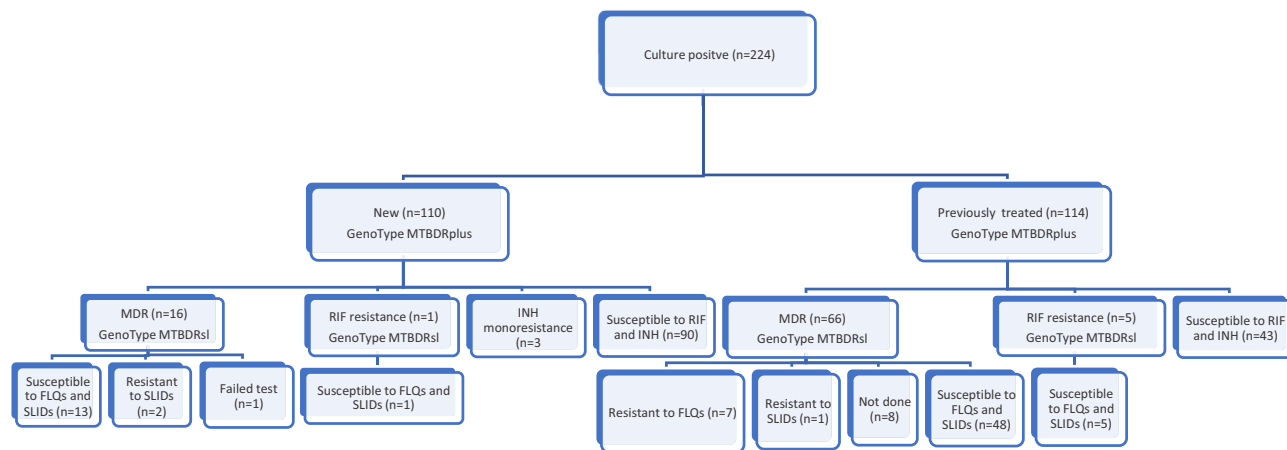 Culture positve (n=224)
New (n=110)
GenoType MTBDRplus
Previously treated (n=114)
GenoType MTBDRplus
MDR (n=16)
GenoType MTBDRsl
RIF resistance (n=1)
GenoType MTBDRsl
INH
monoresistance
(n=3
Susceptible to RIF
and INH (n=90)
MDR (n=66)
GenoType MTBDRsl
RIF resistance (n=5)
GenoType MTBDRsl
Susceptible to RIF
and INH (n=43)
Susceptible
to FLQs and
SLIDs (n=13)
Resistant
to SLIDs
(n=2)
Failed test
(n=1)
Susceptible to FLQs and
SLIDs (n=1)
Resistant to FLQs (n=7)
Resistant to
SLIDs (n=1)
Not done
(n=8)
Susceptible to
FLQs and
SLIDs (n=48)
Susceptible to
FLQs and
SLIDs (n=5)